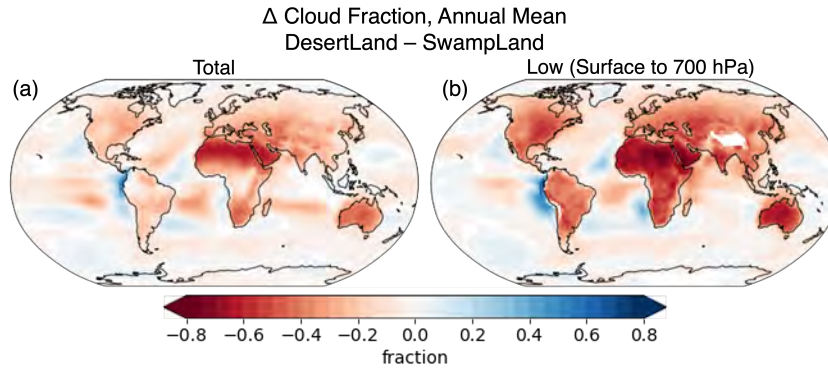 Δ Cloud Fraction, Annual Mean
DesertLand – SwampLand
Total
Low (Surface to 700 hPa)
(a)
(b)
−0.8 −0.6 −0.4 −0.2 0.0 0.2 0.4 0.6 0.8
fraction